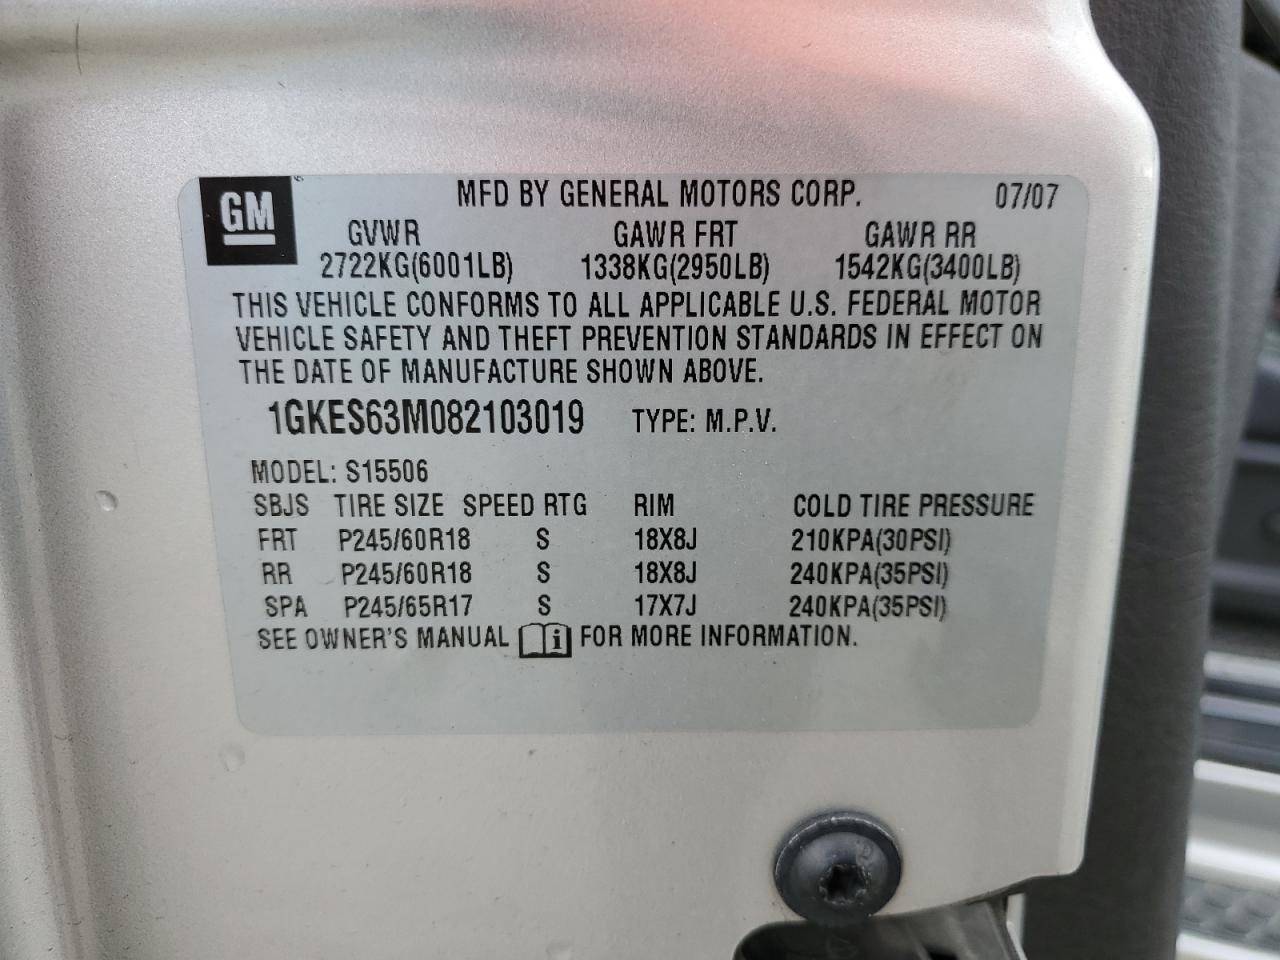 GM MFD BY GENERAL MOTORS CORP. 07/07
GVWR GAWR FRT GAWR RR
2722KG(6001LB) 1338KG(2950LB) 1542KG(3400LB)
THIS VEHICLE CONFORMS TO ALL APPLICABLE U.S. FEDERAL MOTOR
VEHICLE SAFETY AND THEFT PREVENTION STANDARDS IN EFFECT ON
THE DATE OF MANUFACTURE SHOWN ABOVE.
1GKES63M082103019 TYPE: M.P.V.
MODEL: S15506
SBJS TIRE SIZE SPEED RTG RIM COLD TIRE PRESSURE
FRT P245/60R18 S 18X8J 210KPA(30PSI)
RR P245/60R18 S 18X8J 240KPA(35PSI)
SPA P245/65R17 S 17X7J 240KPA(35PSI)
SEE OWNER'S MANUAL i FOR MORE INFORMATION.